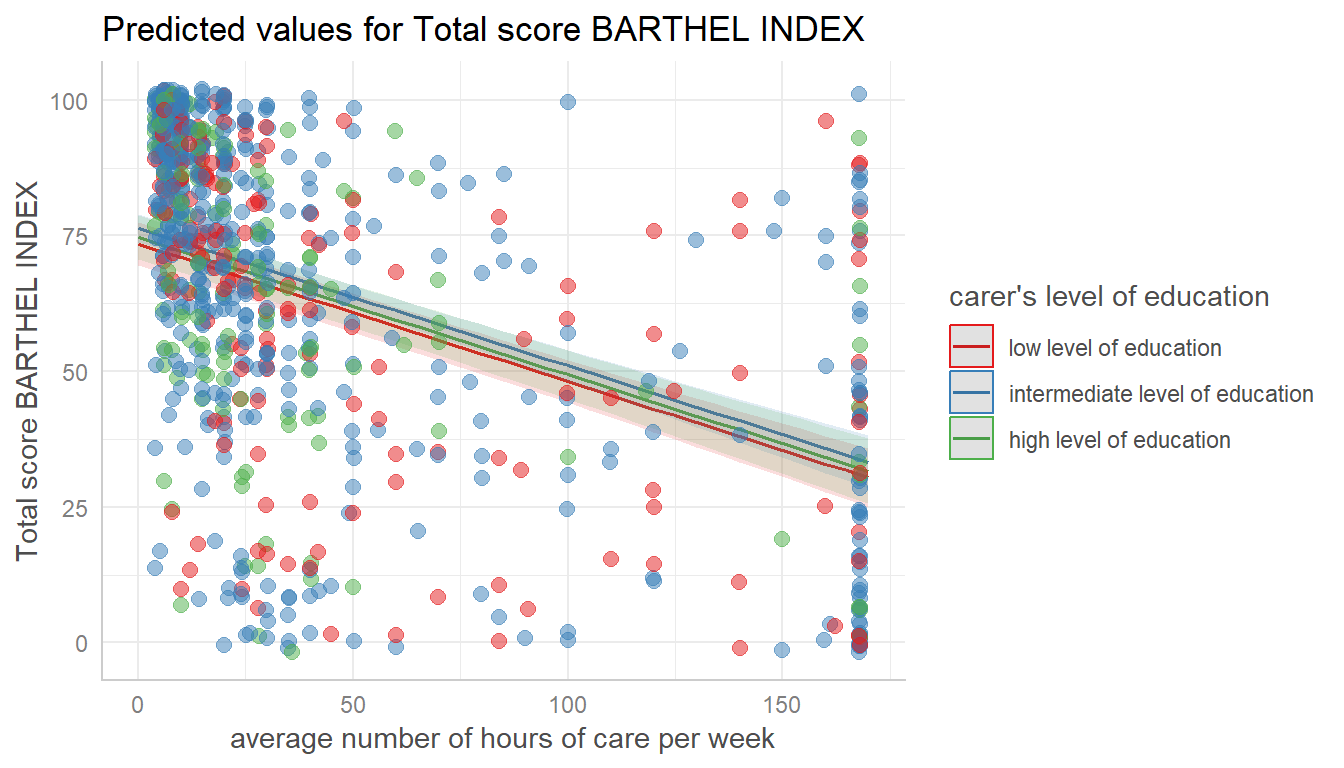 Predicted values for Total score BARTHEL INDEX
Total score BARTHEL INDEX
100
75
50
25
0
0
50
100
150
average number of hours of care per week
carer's level of education
low level of education
intermediate level of education
high level of education